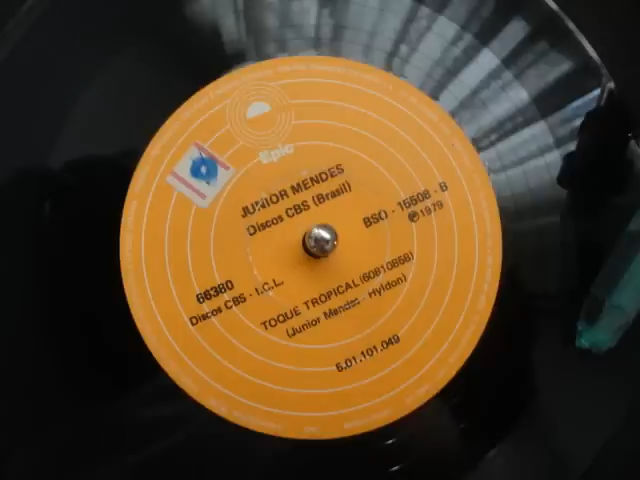 Epic
JUNIOR MENDES
Discos CBS (Brasil)
BSO - 15508 - B
℗ 1979
66380
Discos CBS - I.C.L.
TOQUE TROPICAL (60810868)
(Junior Mendes - Hyldon)
6.01.101.049